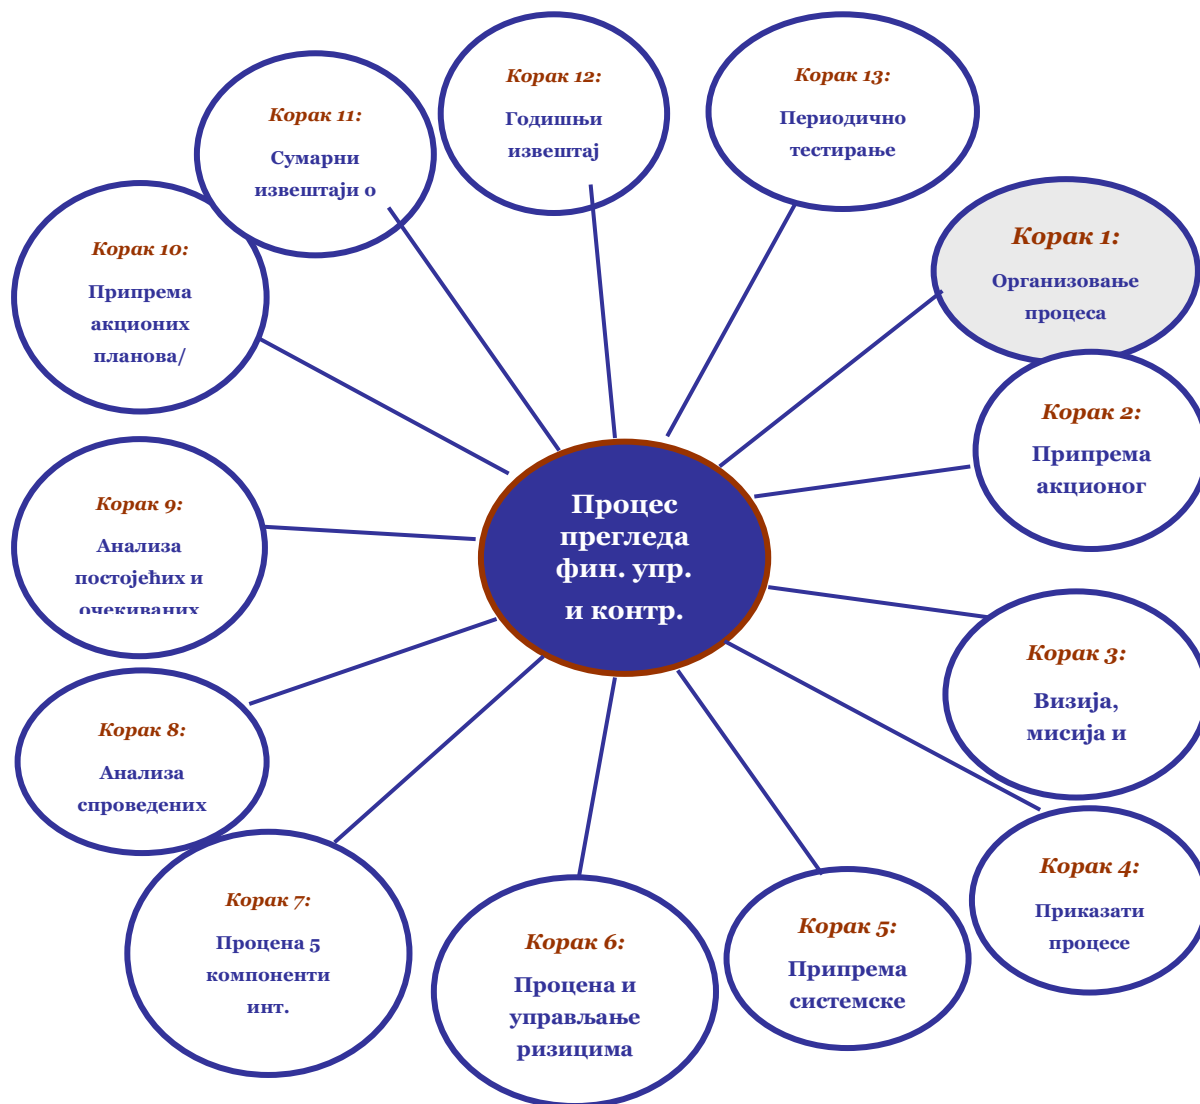 Корак 1:
Организовање
процеса
Корак 2:
Припрема
акционог
Корак 3:
Визија,
мисија и
Корак 4:
Приказати
процесе
Корак 5:
Припрема
системске
Корак 6:
Процена и
управљање
ризицима
Корак 7:
Процена 5
компоненти
инт.
Корак 8:
Анализа
спроведених
Корак 9:
Анализа
постојећих и
очекиваних
Корак 10:
Припрема
акционих
планова/
Корак 11:
Сумарни
извештаји о
Корак 12:
Годишњи
извештај
Корак 13:
Периодично
тестирање
Процес
прегледа
фин. упр.
и контр.